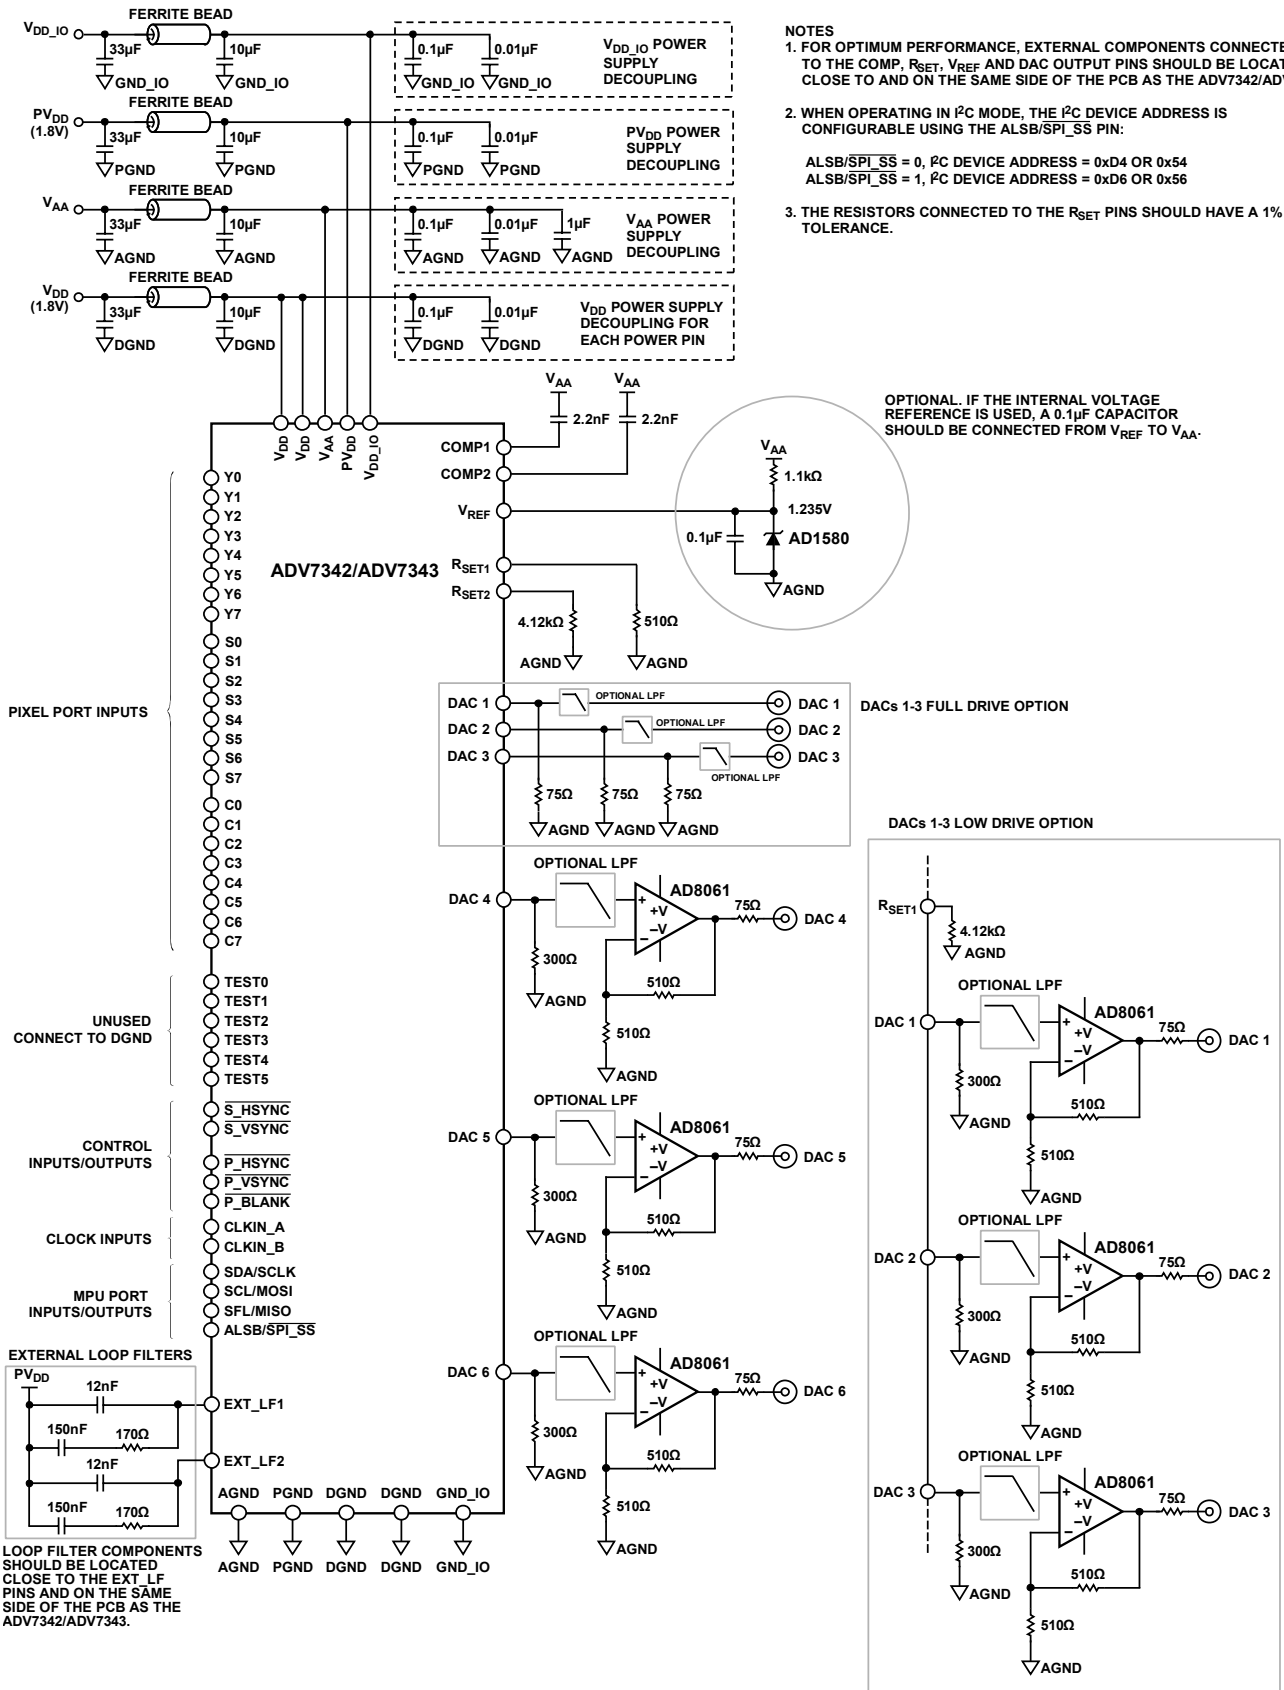 FERRITE BEAD
VDD_IO
33µF
10µF
GND_IO
GND_IO
0.1µF
0.01µF
GND_IO
GND_IO
VDD_IO POWER
SUPPLY
DECOUPLING
FERRITE BEAD
PVDD
(1.8V)
33µF
10µF
PGND
PGND
0.1µF
0.01µF
PGND
PGND
PVDD POWER
SUPPLY
DECOUPLING
FERRITE BEAD
VAA
33µF
10µF
AGND
AGND
0.1µF
0.01µF
1µF
AGND
AGND
AGND
VAA POWER
SUPPLY
DECOUPLING
FERRITE BEAD
VDD
(1.8V)
33µF
10µF
DGND
DGND
0.1µF
0.01µF
DGND
DGND
VDD POWER SUPPLY
DECOUPLING FOR
EACH POWER PIN
NOTES
1. FOR OPTIMUM PERFORMANCE, EXTERNAL COMPONENTS CONNECTE
TO THE COMP, RSET, VREF AND DAC OUTPUT PINS SHOULD BE LOCAT
CLOSE TO AND ON THE SAME SIDE OF THE PCB AS THE ADV7342/AD
2. WHEN OPERATING IN I2C MODE, THE I2C DEVICE ADDRESS IS
CONFIGURABLE USING THE ALSB/SPI_SS PIN:
ALSB/SPI_SS = 0, I2C DEVICE ADDRESS = 0xD4 OR 0x54
ALSB/SPI_SS = 1, I2C DEVICE ADDRESS = 0xD6 OR 0x56
3. THE RESISTORS CONNECTED TO THE RSET PINS SHOULD HAVE A 1%
TOLERANCE.
VDD
VDD
VAA
PVDD
VDD_IO
VAA
VAA
2.2nF
2.2nF
COMP1
COMP2
VREF
OPTIONAL. IF THE INTERNAL VOLTAGE
REFERENCE IS USED, A 0.1µF CAPACITOR
SHOULD BE CONNECTED FROM VREF TO VAA.
VAA
1.1kΩ
1.235V
0.1µF
AD1580
AGND
ADV7342/ADV7343
RSET1
RSET2
4.12kΩ
510Ω
AGND
AGND
PIXEL PORT INPUTS
Y0
Y1
Y2
Y3
Y4
Y5
Y6
Y7
S0
S1
S2
S3
S4
S5
S6
S7
C0
C1
C2
C3
C4
C5
C6
C7
UNUSED
CONNECT TO DGND
TEST0
TEST1
TEST2
TEST3
TEST4
TEST5
CONTROL
INPUTS/OUTPUTS
S_HSYNC
S_VSYNC
P_HSYNC
P_VSYNC
P_BLANK
CLOCK INPUTS
CLKIN_A
CLKIN_B
MPU PORT
INPUTS/OUTPUTS
SDA/SCLK
SCL/MOSI
SFL/MISO
ALSB/SPI_SS
EXTERNAL LOOP FILTERS
PVDD
12nF
150nF
170Ω
12nF
150nF
170Ω
EXT_LF1
EXT_LF2
LOOP FILTER COMPONENTS
SHOULD BE LOCATED
CLOSE TO THE EXT_LF
PINS AND ON THE SAME
SIDE OF THE PCB AS THE
ADV7342/ADV7343.
AGND PGND DGND DGND GND_IO
AGND PGND DGND DGND GND_IO
DAC 1
OPTIONAL LPF
DAC 1
DACs 1-3 FULL DRIVE OPTION
DAC 2
OPTIONAL LPF
DAC 2
DAC 3
OPTIONAL LPF
DAC 3
75Ω
75Ω
75Ω
AGND
AGND
AGND
OPTIONAL LPF
DAC 4
AD8061
+
+V
–V
–
75Ω
DAC 4
300Ω
AGND
510Ω
510Ω
AGND
OPTIONAL LPF
DAC 5
AD8061
+
+V
–V
–
75Ω
DAC 5
300Ω
AGND
510Ω
510Ω
AGND
OPTIONAL LPF
DAC 6
AD8061
+
+V
–V
–
75Ω
DAC 6
300Ω
AGND
510Ω
510Ω
AGND
DACs 1-3 LOW DRIVE OPTION
RSET1
4.12kΩ
AGND
OPTIONAL LPF
DAC 1
AD8061
+
+V
–V
–
75Ω
DAC 1
300Ω
AGND
510Ω
510Ω
AGND
OPTIONAL LPF
DAC 2
AD8061
+
+V
–V
–
75Ω
DAC 2
300Ω
AGND
510Ω
510Ω
AGND
OPTIONAL LPF
DAC 3
AD8061
+
+V
–V
–
75Ω
DAC 3
300Ω
AGND
510Ω
510Ω
AGND